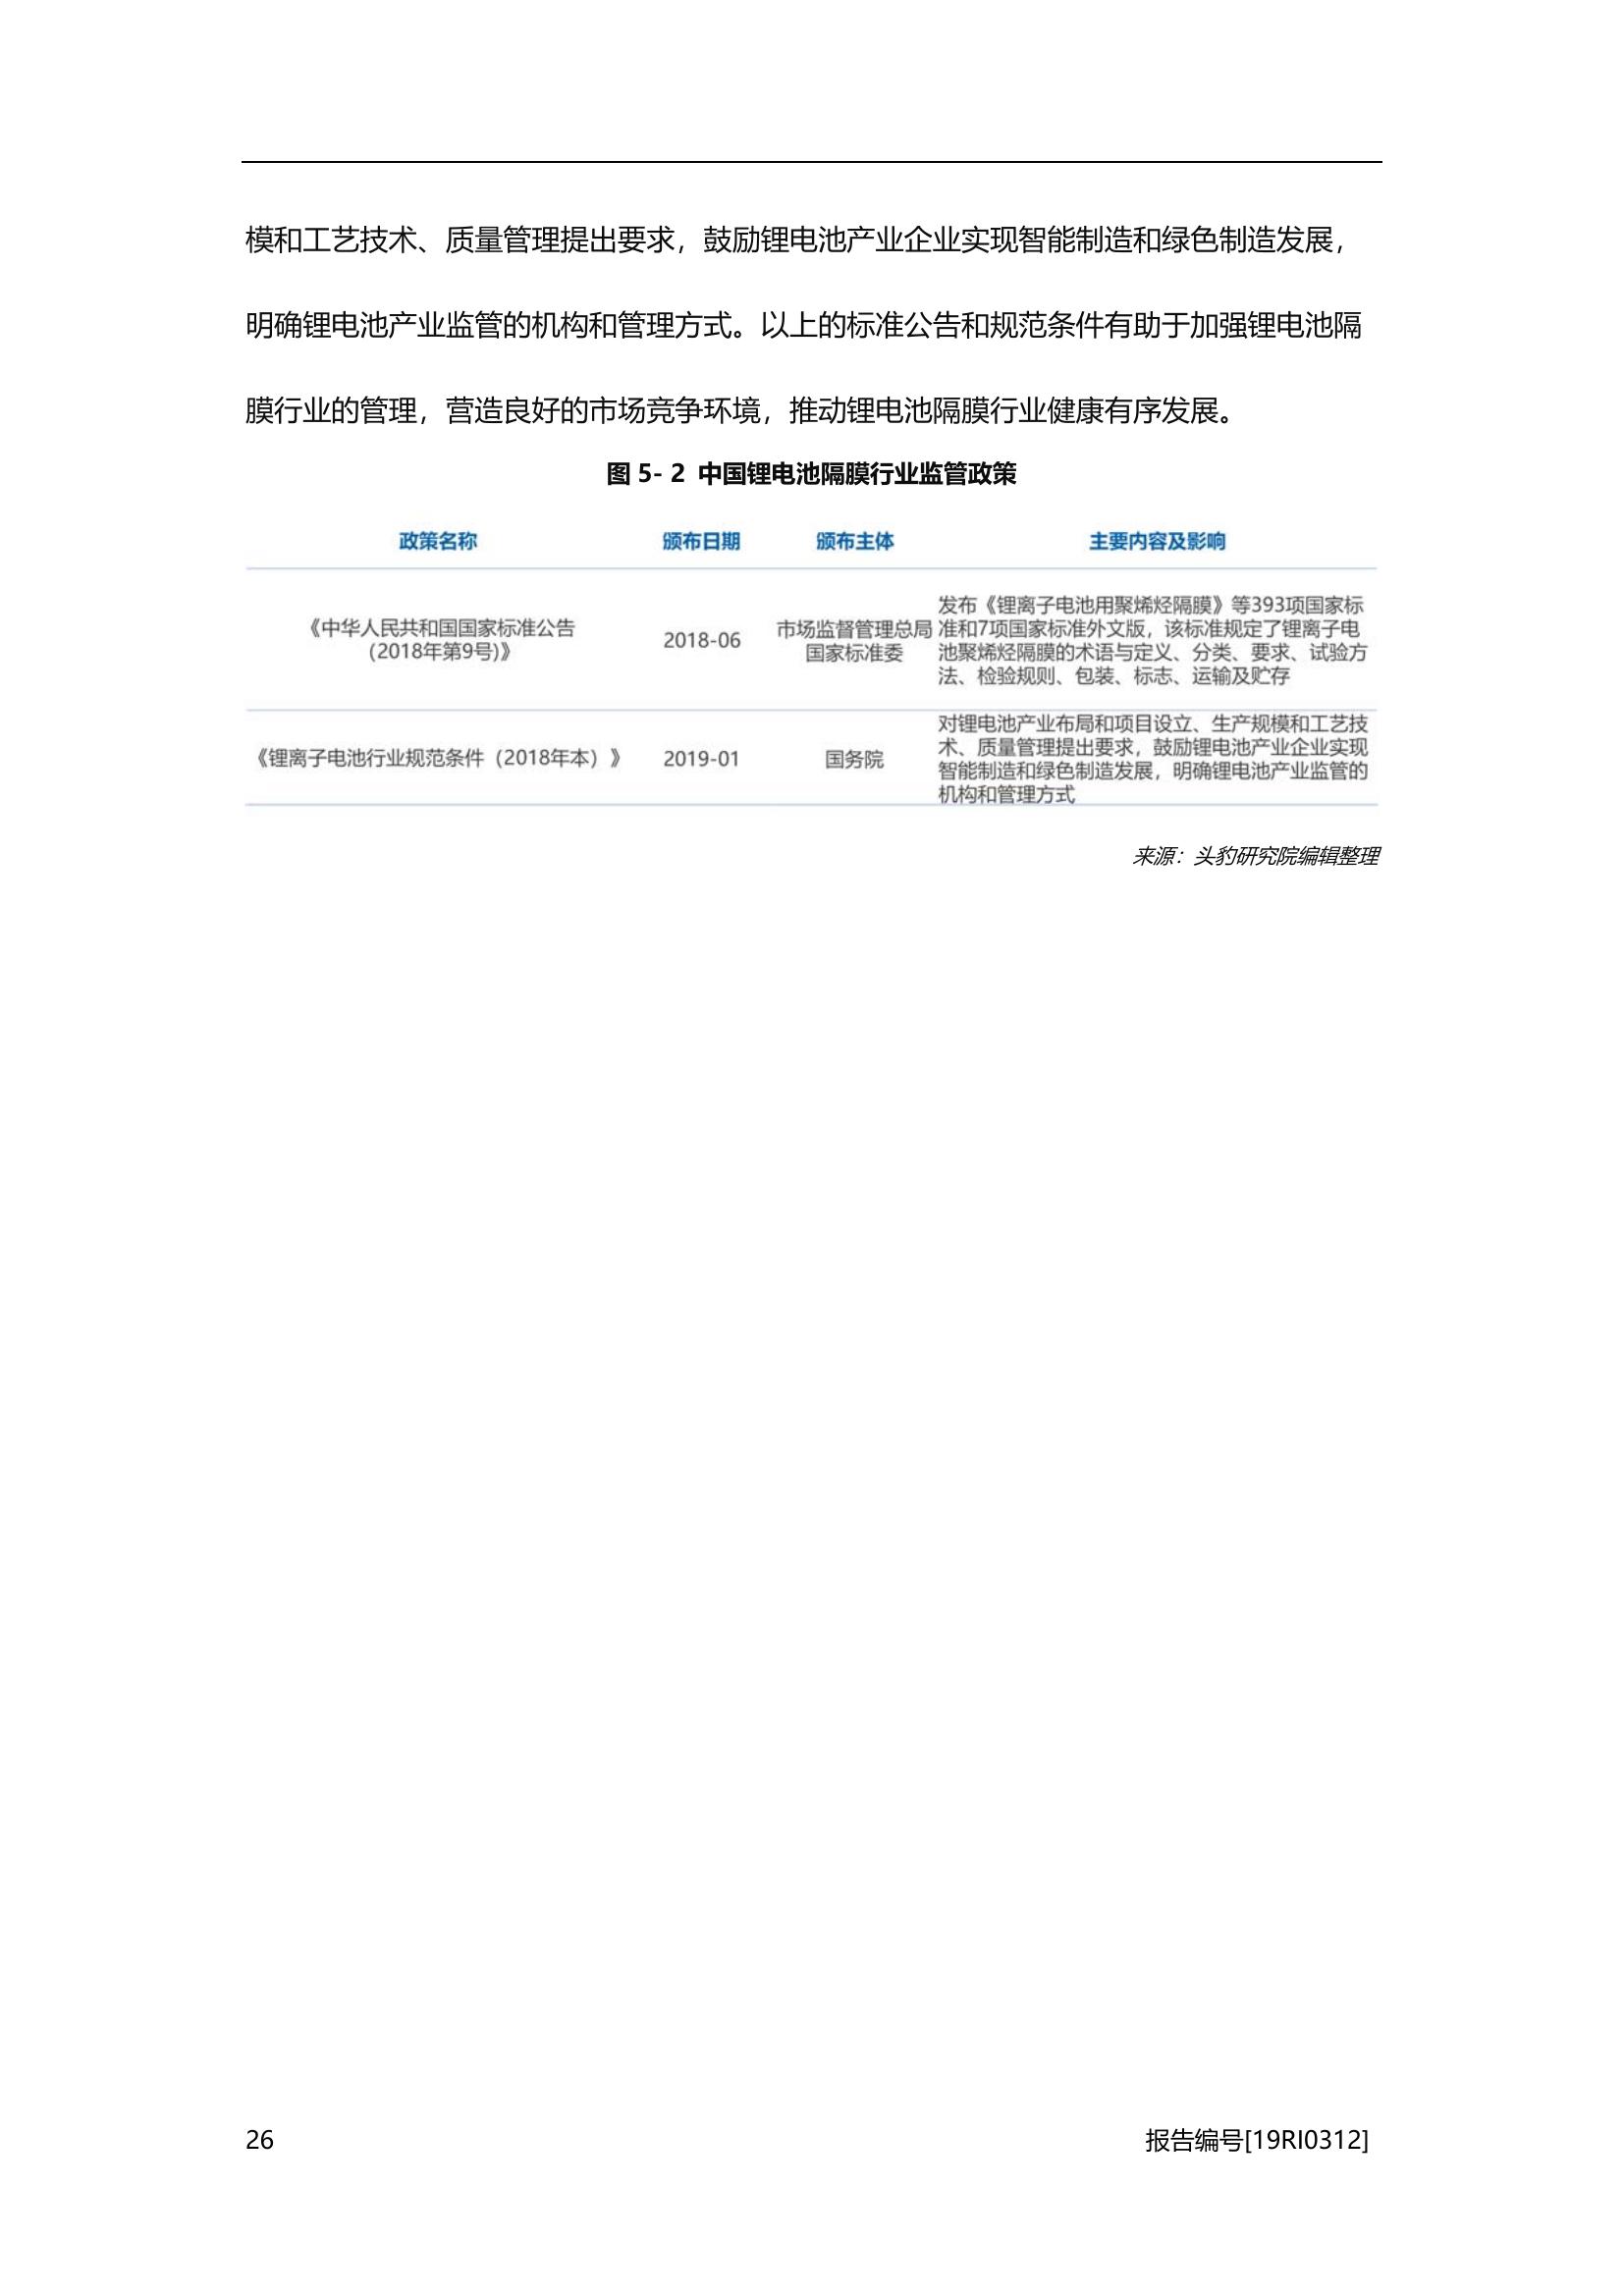 模和工艺技术、质量管理提出要求，鼓励锂电池产业企业实现智能制造和绿色制造发展，
明确锂电池产业监管的机构和管理方式。以上的标准公告和规范条件有助于加强锂电池隔
膜行业的管理，营造良好的市场竞争环境，推动锂电池隔膜行业健康有序发展。
图 5- 2 中国锂电池隔膜行业监管政策
政策名称 颁布日期 颁布主体 主要内容及影响
《中华人民共和国国家标准公告
（2018年第9号)》
2018-06
市场监督管理总局
国家标准委
发布《锂离子电池用聚烯烃隔膜》等393项国家标
准和7项国家标准外文版，该标准规定了锂离子电
池聚烯烃隔膜的术语与定义、分类、要求、试验方
法、检验规则、包装、标志、运输及贮存
《锂离子电池行业规范条件（2018年本）》
2019-01
国务院
对锂电池产业布局和项目设立、生产规模和工艺技
术、质量管理提出要求，鼓励锂电池产业企业实现
智能制造和绿色制造发展，明确锂电池产业监管的
机构和管理方式
来源：头豹研究院编辑整理
26 报告编号[19RI0312]